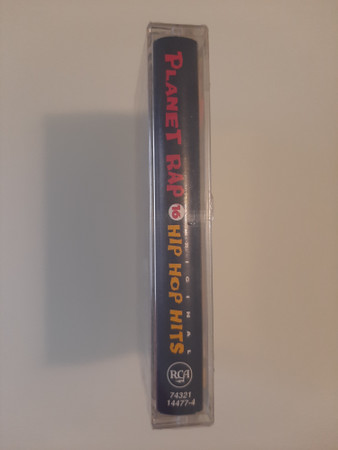 PLANET RAP
16
ORIGINAL
HIP HOP HITS
RCA
74321
14477-4